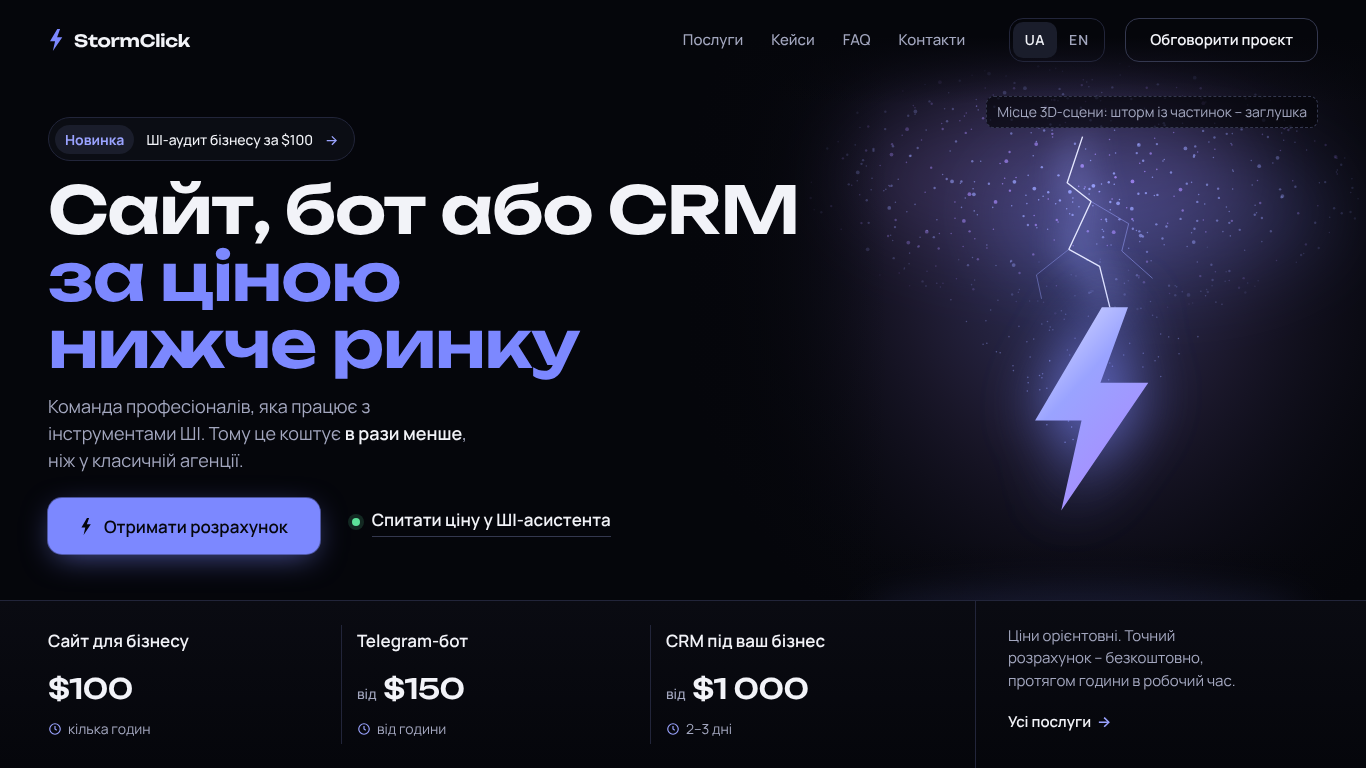 StormClick
Послуги Кейси FAQ Контакти UA EN Обговорити проєкт
Місце 3D-сцени: шторм із частинок – заглушка
Новинка ШІ-аудит бізнесу за $100 →
Сайт, бот або CRM
за ціною
нижче ринку
Команда професіоналів, яка працює з
інструментами ШІ. Тому це коштує в рази менше,
ніж у класичній агенції.
Отримати розрахунок
Спитати ціну у ШІ-асистента
Сайт для бізнесу
$100
кілька годин
Telegram-бот
від $150
від години
CRM під ваш бізнес
від $1 000
2–3 дні
Ціни орієнтовні. Точний
розрахунок – безкоштовно,
протягом години в робочий час.
Усі послуги →